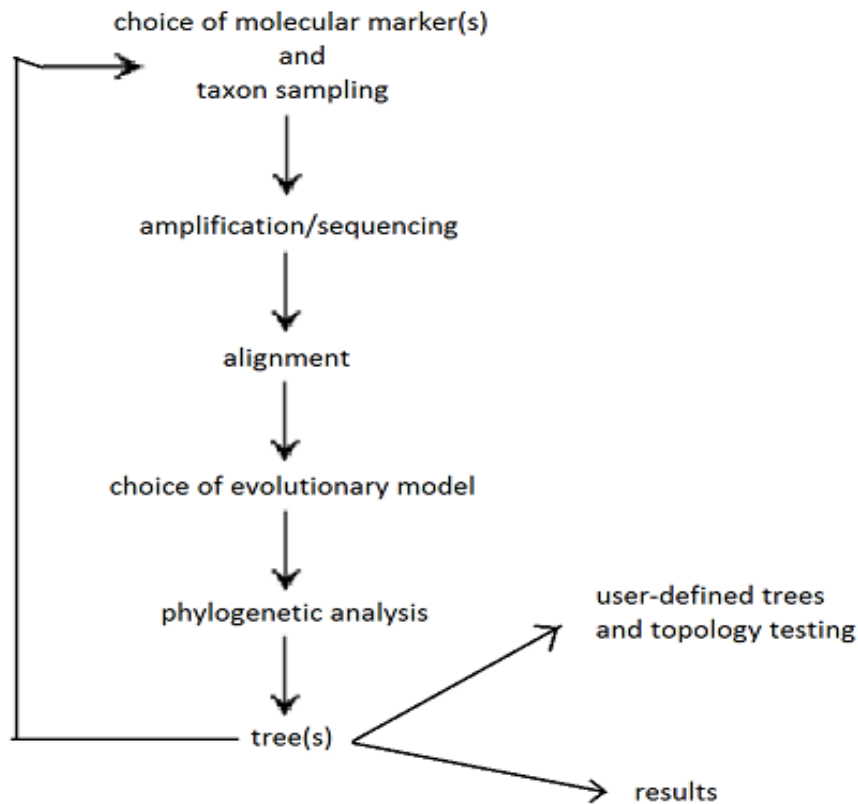 choice of molecular marker(s)
and
taxon sampling
amplification/sequencing
alignment
choice of evolutionary model
phylogenetic analysis
user-defined trees
and topology testing
tree(s)
results